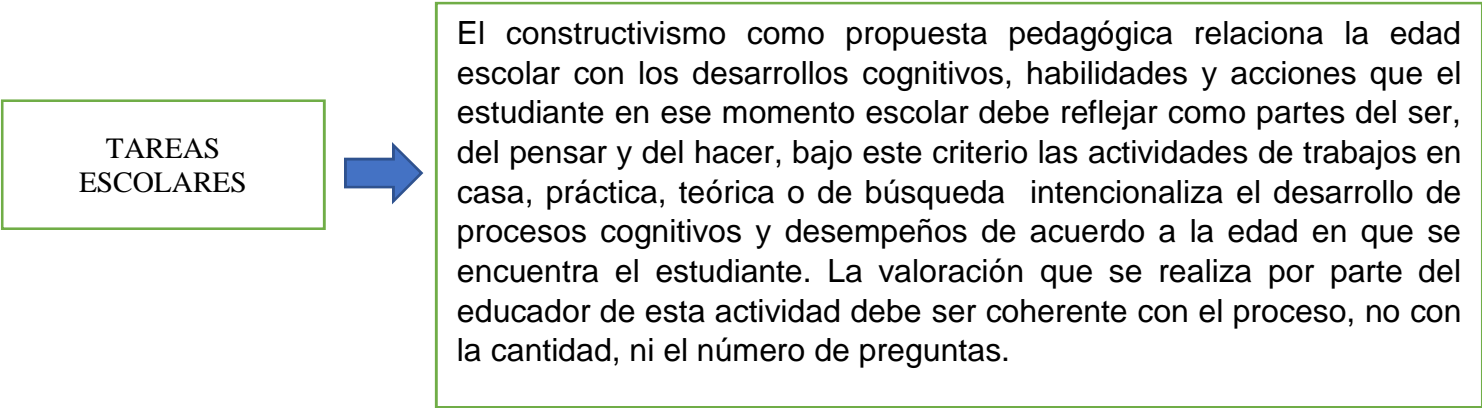 TAREAS
ESCOLARES
El constructivismo como propuesta pedagógica relaciona la edad
escolar con los desarrollos cognitivos, habilidades y acciones que el
estudiante en ese momento escolar debe reflejar como partes del ser,
del pensar y del hacer, bajo este criterio las actividades de trabajos en
casa, práctica, teórica o de búsqueda intencionaliza el desarrollo de
procesos cognitivos y desempeños de acuerdo a la edad en que se
encuentra el estudiante. La valoración que se realiza por parte del
educador de esta actividad debe ser coherente con el proceso, no con
la cantidad, ni el número de preguntas.